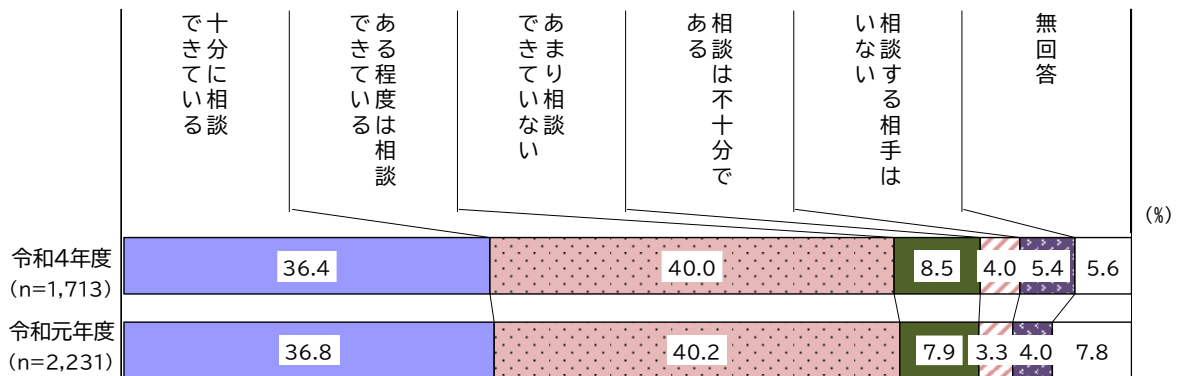 十分に相談
できている
ある程度は相談
できている
あまり相談
できていない
相談は不十分で
ある
相談する相手は
いない
無回答
(%)
令和4年度
(n=1,713)
36.4
40.0
8.5
4.0
5.4
5.6
令和元年度
(n=2,231)
36.8
40.2
7.9
3.3
4.0
7.8